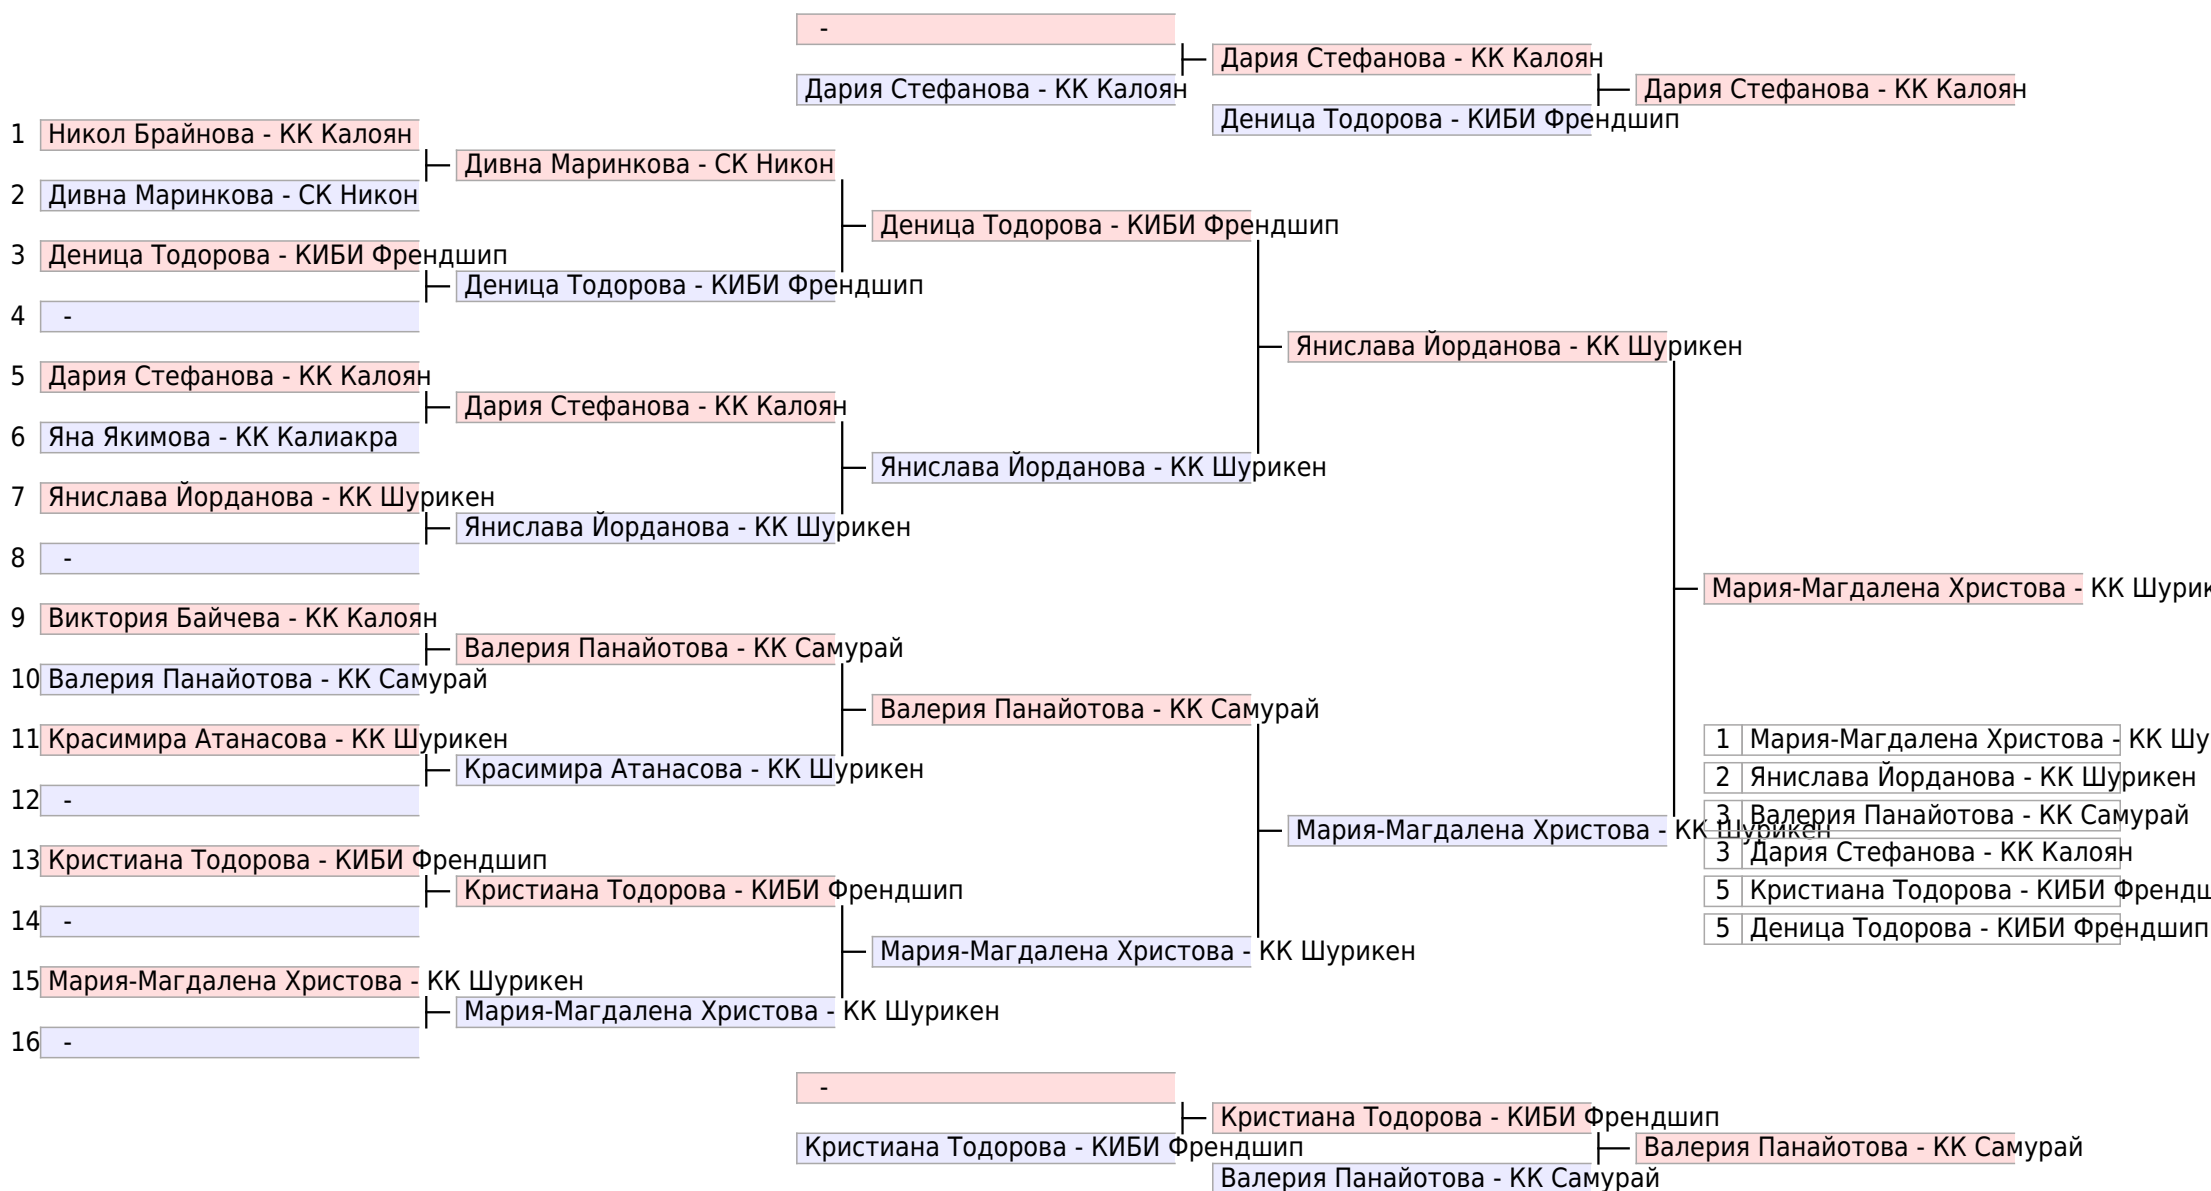 -
Дария Стефанова - КК Калоян
Дария Стефанова - КК Калоян
Деница Тодорова - КИБИ Френдшип
Дария Стефанова - КК Калоян
1 Никол Брайнова - КК Калоян
2 Дивна Маринкова - СК Никон
3 Деница Тодорова - КИБИ Френдшип
4 -
5 Дария Стефанова - КК Калоян
6 Яна Якимова - КК Калиакра
7 Янислава Йорданова - КК Шурикен
8 -
9 Виктория Байчева - КК Калоян
10 Валерия Панайотова - КК Самурай
11 Красимира Атанасова - КК Шурикен
12 -
13 Кристиана Тодорова - КИБИ Френдшип
14 -
15 Мария-Магдалена Христова - КК Шурикен
16 -
Дивна Маринкова - СК Никон
Деница Тодорова - КИБИ Френдшип
Дария Стефанова - КК Калоян
Янислава Йорданова - КК Шурикен
Валерия Панайотова - КК Самурай
Красимира Атанасова - КК Шурикен
Кристиана Тодорова - КИБИ Френдшип
Мария-Магдалена Христова - КК Шурикен
Деница Тодорова - КИБИ Френдшип
Янислава Йорданова - КК Шурикен
Валерия Панайотова - КК Самурай
Мария-Магдалена Христова - КК Шурикен
Янислава Йорданова - КК Шурикен
Мария-Магдалена Христова - КК Шурикен
Мария-Магдалена Христова - КК Шурик
1 Мария-Магдалена Христова - КК Шу
2 Янислава Йорданова - КК Шурикен
3 Валерия Панайотова - КК Самурай
3 Дария Стефанова - КК Калоян
5 Кристиана Тодорова - КИБИ Френдш
5 Деница Тодорова - КИБИ Френдшип
-
Кристиана Тодорова - КИБИ Френдшип
Кристиана Тодорова - КИБИ Френдшип
Валерия Панайотова - КК Самурай
Валерия Панайотова - КК Самурай